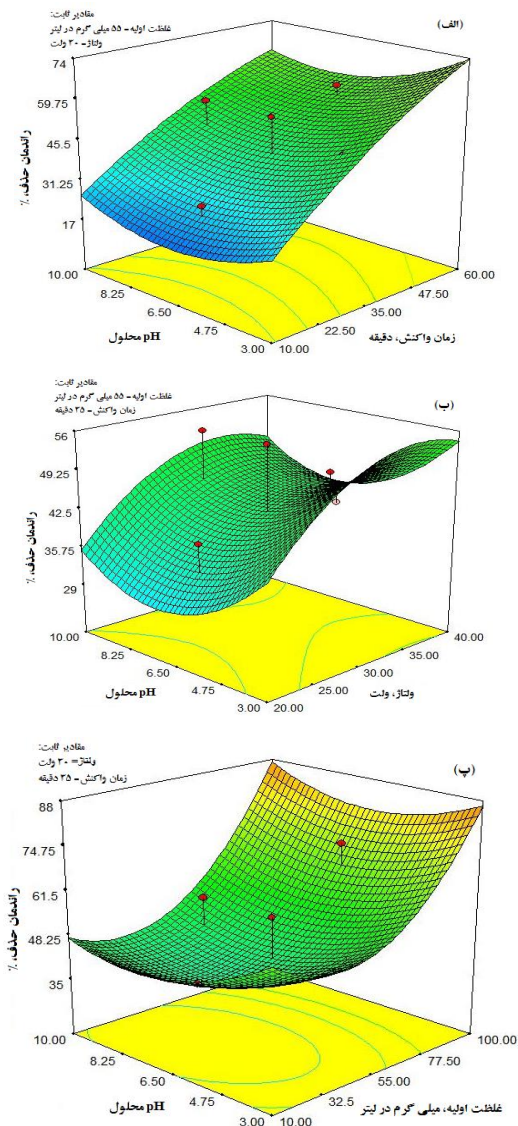 مقادیر ثابت:
غلظت اولیه- ۵۵ میلی گرم در لیتر
ولتاژ- ۳۰ ولت
(الف)
راندمان حذف، %
74
59.75
45.5
31.25
17
10.00
8.25
6.50
4.75
3.00
pH محلول
10.00
22.50
35.00
47.50
60.00
زمان واکنش، دقیقه
مقادیر ثابت:
غلظت اولیه- ۵۵ میلی گرم در لیتر
زمان واکنش- ۳۵ دقیقه
(ب)
راندمان حذف، %
56
49.25
42.5
35.75
29
10.00
8.25
6.50
4.75
3.00
pH محلول
20.00
25.00
30.00
35.00
40.00
ولتاژ، ولت
مقادیر ثابت:
ولتاژ= ۳۰ ولت
زمان واکنش- ۳۵ دقیقه
(پ)
راندمان حذف، %
88
74.75
61.5
48.25
35
10.00
8.25
6.50
4.75
3.00
pH محلول
10.00
32.5
55.00
77.50
100.00
غلظت اولیه، میلی گرم در لیتر